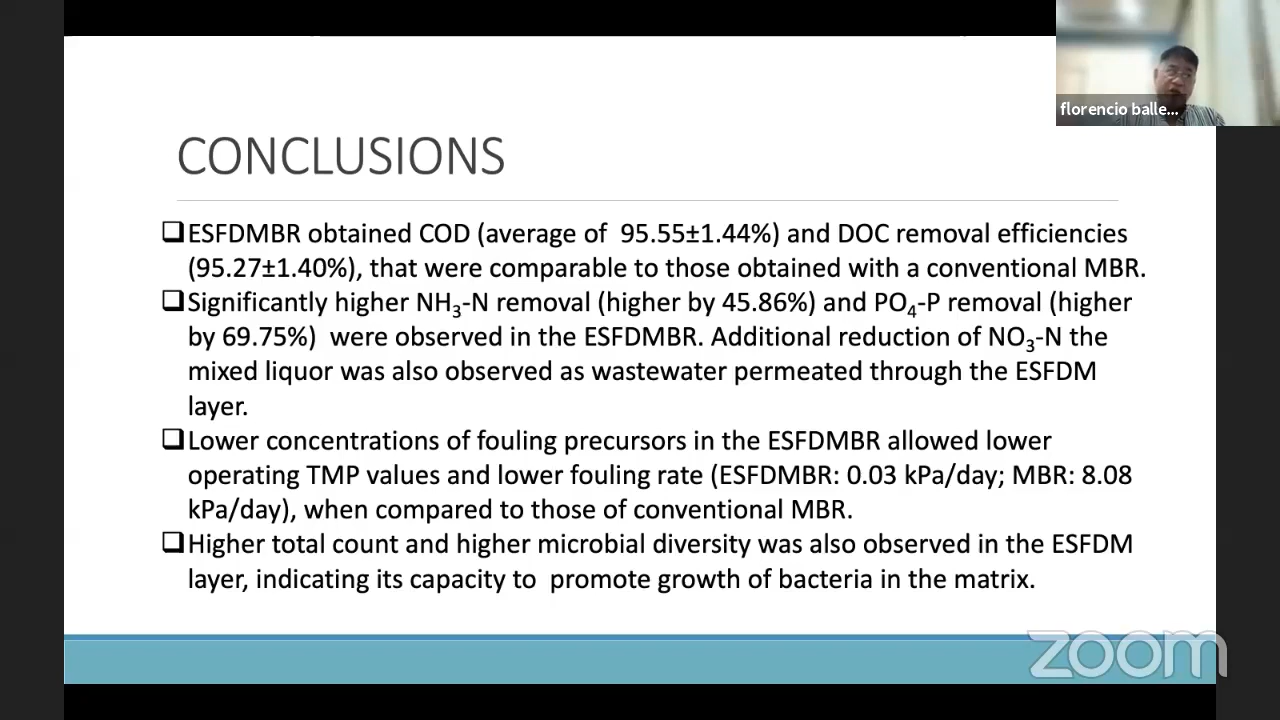 florencio balle...
CONCLUSIONS
❑ESFDMBR obtained COD (average of 95.55±1.44%) and DOC removal efficiencies
(95.27±1.40%), that were comparable to those obtained with a conventional MBR.
❑Significantly higher NH₃-N removal (higher by 45.86%) and PO₄-P removal (higher
by 69.75%) were observed in the ESFDMBR. Additional reduction of NO₃-N the
mixed liquor was also observed as wastewater permeated through the ESFDM
layer.
❑Lower concentrations of fouling precursors in the ESFDMBR allowed lower
operating TMP values and lower fouling rate (ESFDMBR: 0.03 kPa/day; MBR: 8.08
kPa/day), when compared to those of conventional MBR.
❑Higher total count and higher microbial diversity was also observed in the ESFDM
layer, indicating its capacity to promote growth of bacteria in the matrix.
zoom